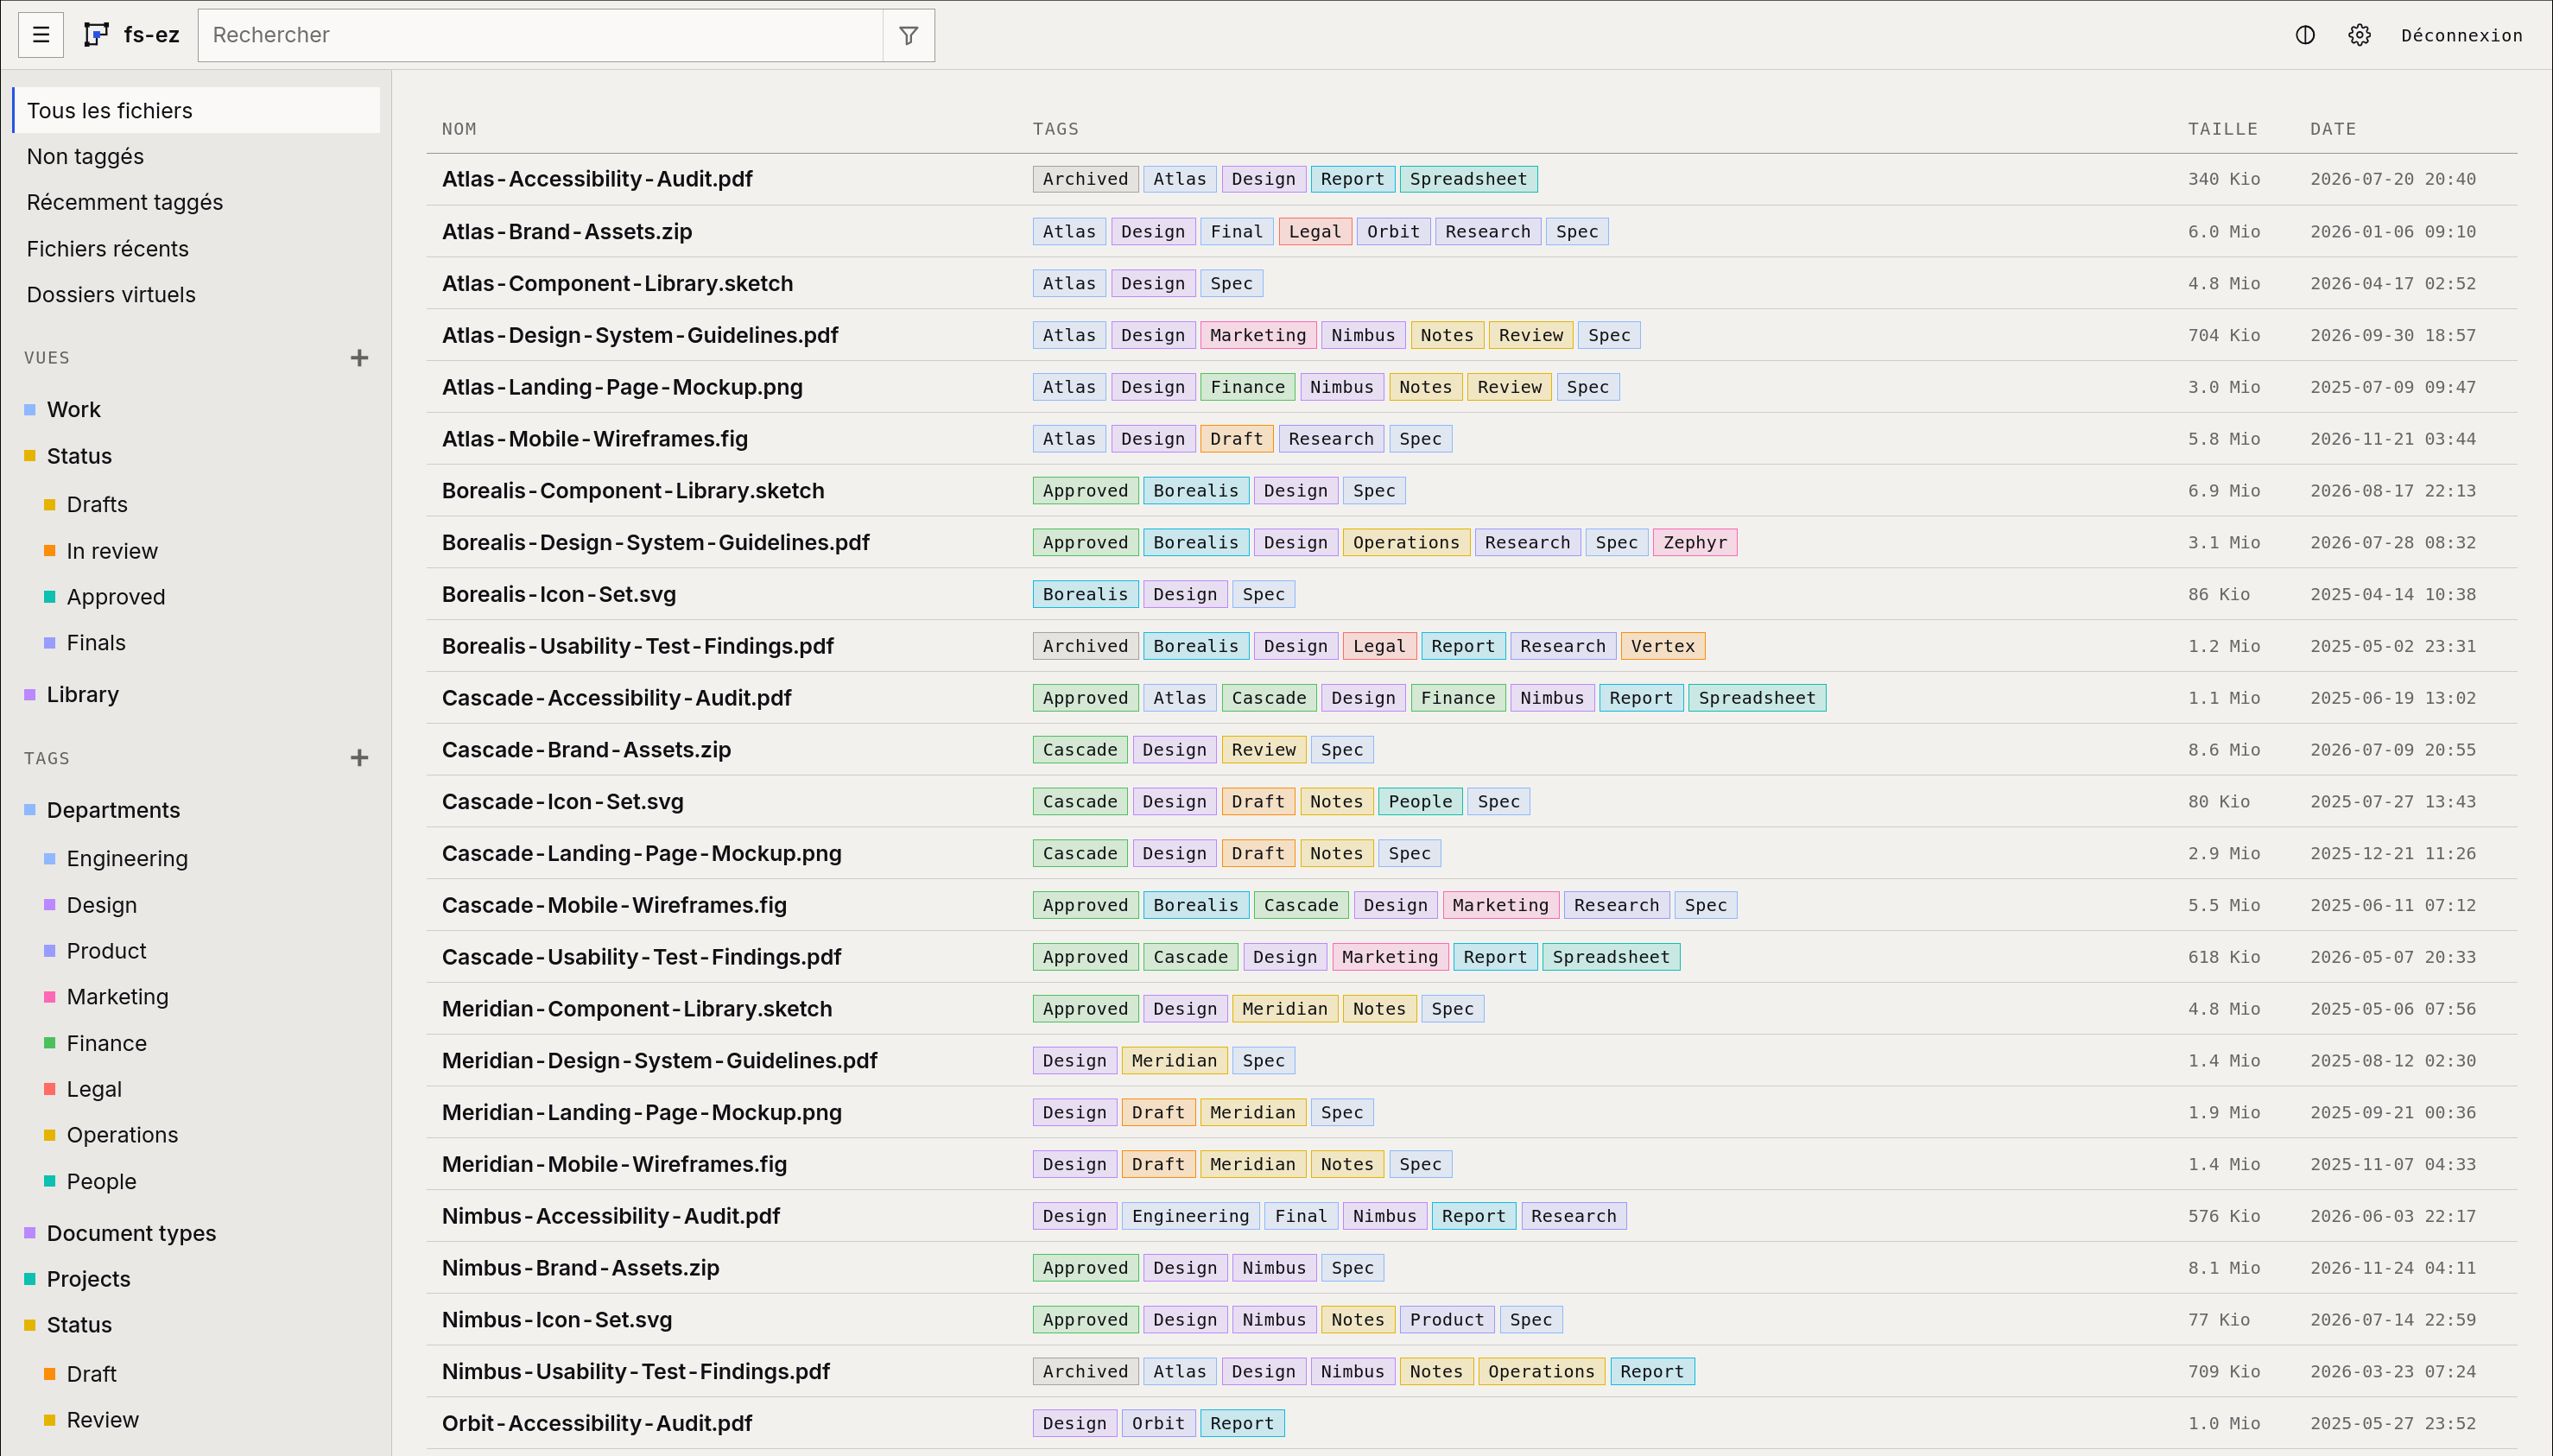 ☰ fs-ez Rechercher Déconnexion
Tous les fichiers
Non taggés
Récemment taggés
Fichiers récents
Dossiers virtuels
VUES +
Work
Status
Drafts
In review
Approved
Finals
Library
TAGS +
Departments
Engineering
Design
Product
Marketing
Finance
Legal
Operations
People
Document types
Projects
Status
Draft
Review
NOM TAGS TAILLE DATE
Atlas-Accessibility-Audit.pdf Archived Atlas Design Report Spreadsheet 340 Kio 2026-07-20 20:40
Atlas-Brand-Assets.zip Atlas Design Final Legal Orbit Research Spec 6.0 Mio 2026-01-06 09:10
Atlas-Component-Library.sketch Atlas Design Spec 4.8 Mio 2026-04-17 02:52
Atlas-Design-System-Guidelines.pdf Atlas Design Marketing Nimbus Notes Review Spec 704 Kio 2026-09-30 18:57
Atlas-Landing-Page-Mockup.png Atlas Design Finance Nimbus Notes Review Spec 3.0 Mio 2025-07-09 09:47
Atlas-Mobile-Wireframes.fig Atlas Design Draft Research Spec 5.8 Mio 2026-11-21 03:44
Borealis-Component-Library.sketch Approved Borealis Design Spec 6.9 Mio 2026-08-17 22:13
Borealis-Design-System-Guidelines.pdf Approved Borealis Design Operations Research Spec Zephyr 3.1 Mio 2026-07-28 08:32
Borealis-Icon-Set.svg Borealis Design Spec 86 Kio 2025-04-14 10:38
Borealis-Usability-Test-Findings.pdf Archived Borealis Design Legal Report Research Vertex 1.2 Mio 2025-05-02 23:31
Cascade-Accessibility-Audit.pdf Approved Atlas Cascade Design Finance Nimbus Report Spreadsheet 1.1 Mio 2025-06-19 13:02
Cascade-Brand-Assets.zip Cascade Design Review Spec 8.6 Mio 2026-07-09 20:55
Cascade-Icon-Set.svg Cascade Design Draft Notes People Spec 80 Kio 2025-07-27 13:43
Cascade-Landing-Page-Mockup.png Cascade Design Draft Notes Spec 2.9 Mio 2025-12-21 11:26
Cascade-Mobile-Wireframes.fig Approved Borealis Cascade Design Marketing Research Spec 5.5 Mio 2025-06-11 07:12
Cascade-Usability-Test-Findings.pdf Approved Cascade Design Marketing Report Spreadsheet 618 Kio 2026-05-07 20:33
Meridian-Component-Library.sketch Approved Design Meridian Notes Spec 4.8 Mio 2025-05-06 07:56
Meridian-Design-System-Guidelines.pdf Design Meridian Spec 1.4 Mio 2025-08-12 02:30
Meridian-Landing-Page-Mockup.png Design Draft Meridian Spec 1.9 Mio 2025-09-21 00:36
Meridian-Mobile-Wireframes.fig Design Draft Meridian Notes Spec 1.4 Mio 2025-11-07 04:33
Nimbus-Accessibility-Audit.pdf Design Engineering Final Nimbus Report Research 576 Kio 2026-06-03 22:17
Nimbus-Brand-Assets.zip Approved Design Nimbus Spec 8.1 Mio 2026-11-24 04:11
Nimbus-Icon-Set.svg Approved Design Nimbus Notes Product Spec 77 Kio 2026-07-14 22:59
Nimbus-Usability-Test-Findings.pdf Archived Atlas Design Nimbus Notes Operations Report 709 Kio 2026-03-23 07:24
Orbit-Accessibility-Audit.pdf Design Orbit Report 1.0 Mio 2025-05-27 23:52